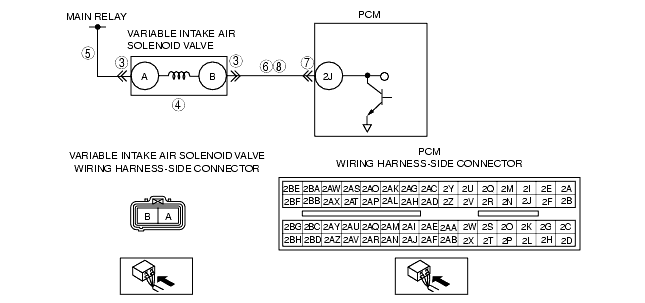 MAIN RELAY
PCM
VARIABLE INTAKE AIR
SOLENOID VALVE
5
3
A
B
3
6 8
7
2J
4
VARIABLE INTAKE AIR SOLENOID VALVE
WIRING HARNESS-SIDE CONNECTOR
PCM
WIRING HARNESS-SIDE CONNECTOR
B A
2BE 2BA 2AW 2AS 2AO 2AK 2AG 2AC 2Y 2U 2Q 2M 2I 2E 2A
2BF 2BB 2AX 2AT 2AP 2AL 2AH 2AD 2Z 2V 2R 2N 2J 2F 2B
2BG 2BC 2AY 2AU 2AQ 2AM 2AI 2AE 2AA 2W 2S 2O 2K 2G 2C
2BH 2BD 2AZ 2AV 2AR 2AN 2AJ 2AF 2AB 2X 2T 2P 2L 2H 2D